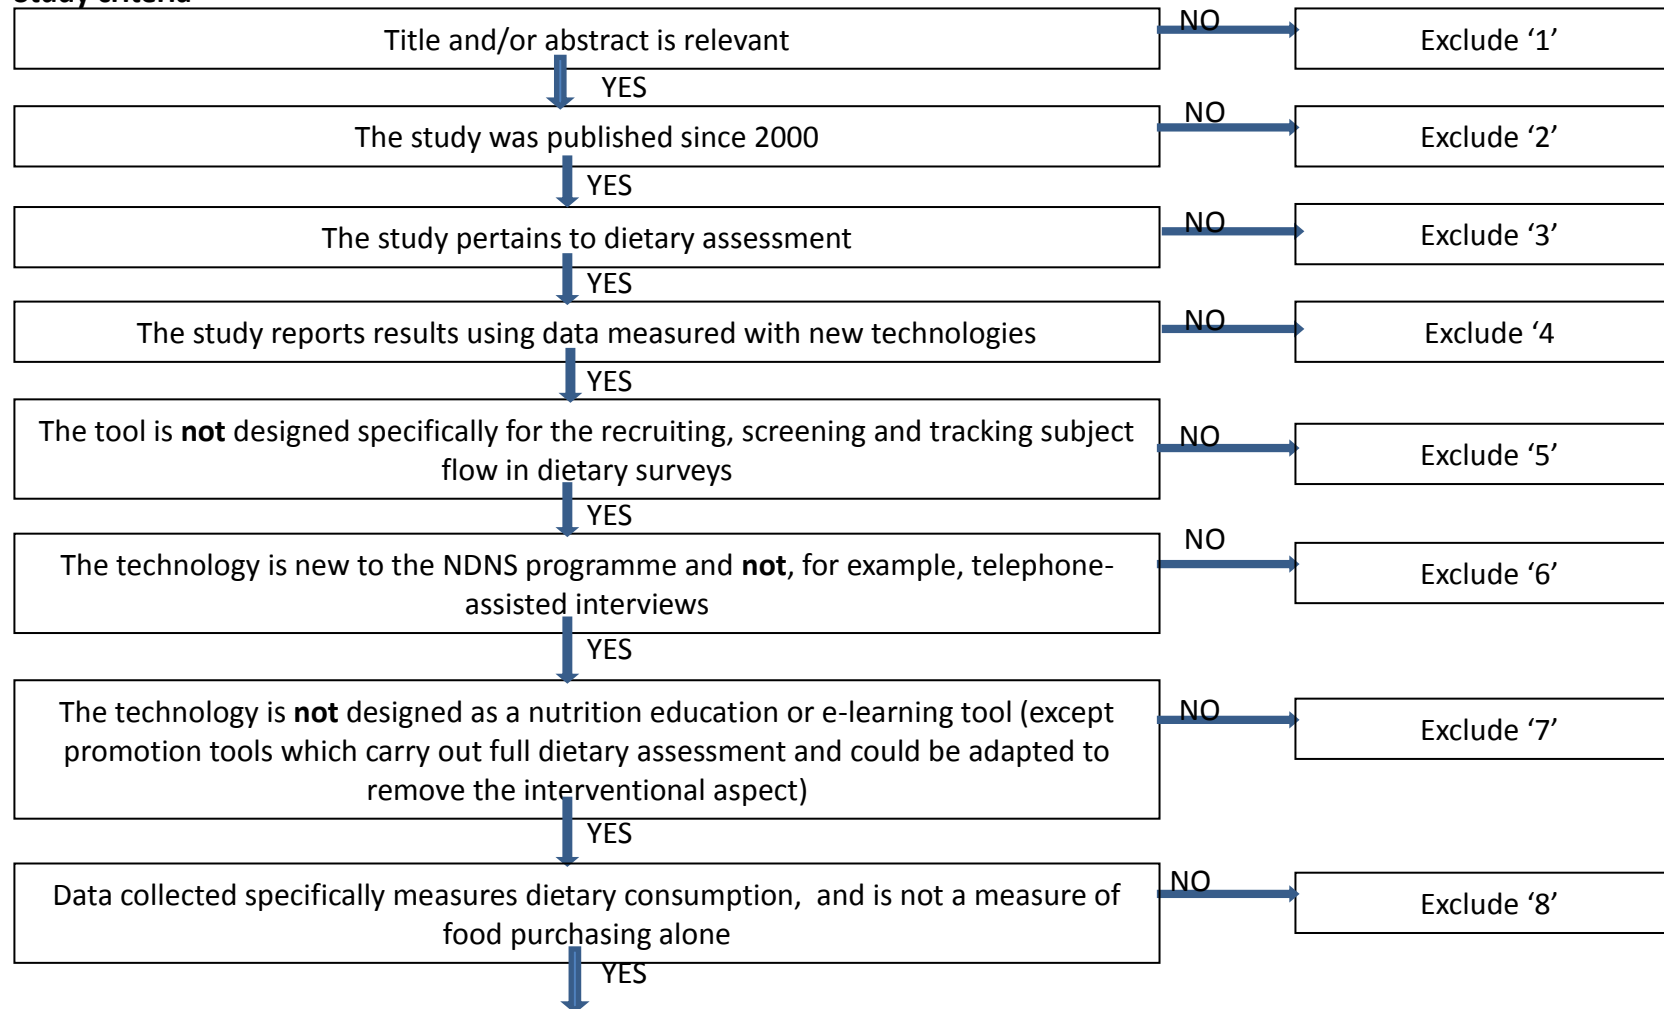 Study criteria
Title and/or abstract is relevant
NO
Exclude ‘1’
YES
The study was published since 2000
NO
Exclude ‘2’
YES
The study pertains to dietary assessment
NO
Exclude ‘3’
YES
The study reports results using data measured with new technologies
NO
Exclude ‘4
YES
The tool is not designed specifically for the recruiting, screening and tracking subject
flow in dietary surveys
NO
Exclude ‘5’
YES
The technology is new to the NDNS programme and not, for example, telephone-
assisted interviews
NO
Exclude ‘6’
YES
The technology is not designed as a nutrition education or e-learning tool (except
promotion tools which carry out full dietary assessment and could be adapted to
remove the interventional aspect)
NO
Exclude ‘7’
YES
Data collected specifically measures dietary consumption,  and is not a measure of
food purchasing alone
NO
Exclude ‘8’
YES